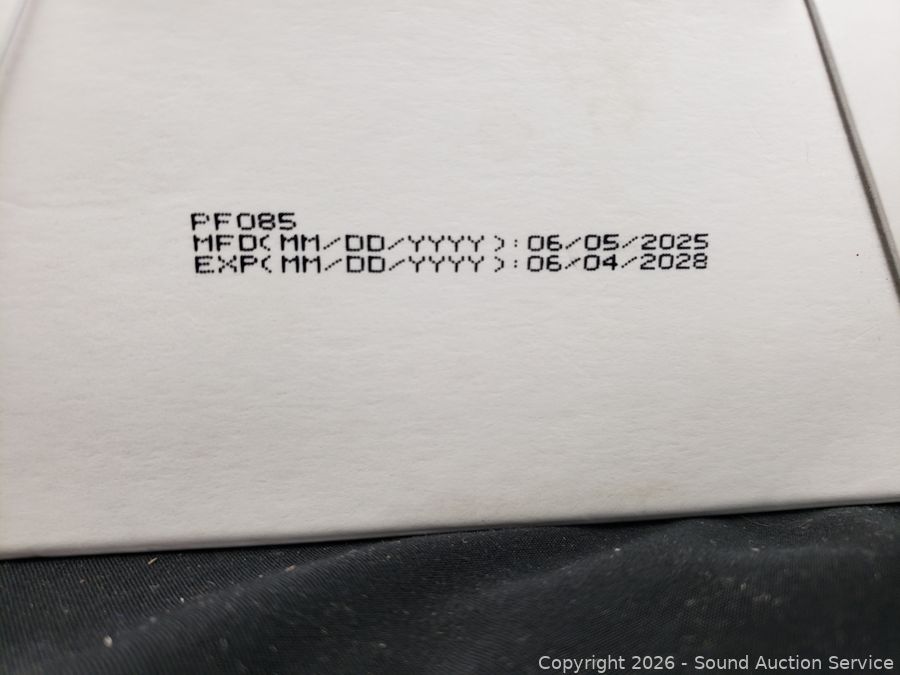 PF085
MFD(MM/DD/YYYY):06/05/2025
EXP(MM/DD/YYYY):06/04/2028
Copyright 2026 - Sound Auction Service